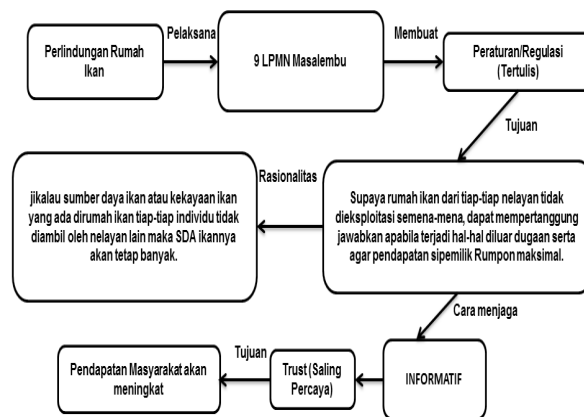 Perlindungan Rumah
Ikan
Pelaksana
9 LPMN Masalembu
Membuat
Peraturan/Regulasi
(Tertulis)
Tujuan
Supaya rumah ikan dari tiap-tiap nelayan tidak
dieksploitasi semena-mena, dapat mempertanggung
jawabkan apabila terjadi hal-hal diluar dugaan serta
agar pendapatan sipemilik Rumpon maksimal.
Rasionalitas
jikalau sumber daya ikan atau kekayaan ikan
yang ada dirumah ikan tiap-tiap individu tidak
diambil oleh nelayan lain maka SDA ikannya
akan tetap banyak.
Cara menjaga
INFORMATIF
Trust (Saling
Percaya)
Tujuan
Pendapatan Masyarakat akan
meningkat